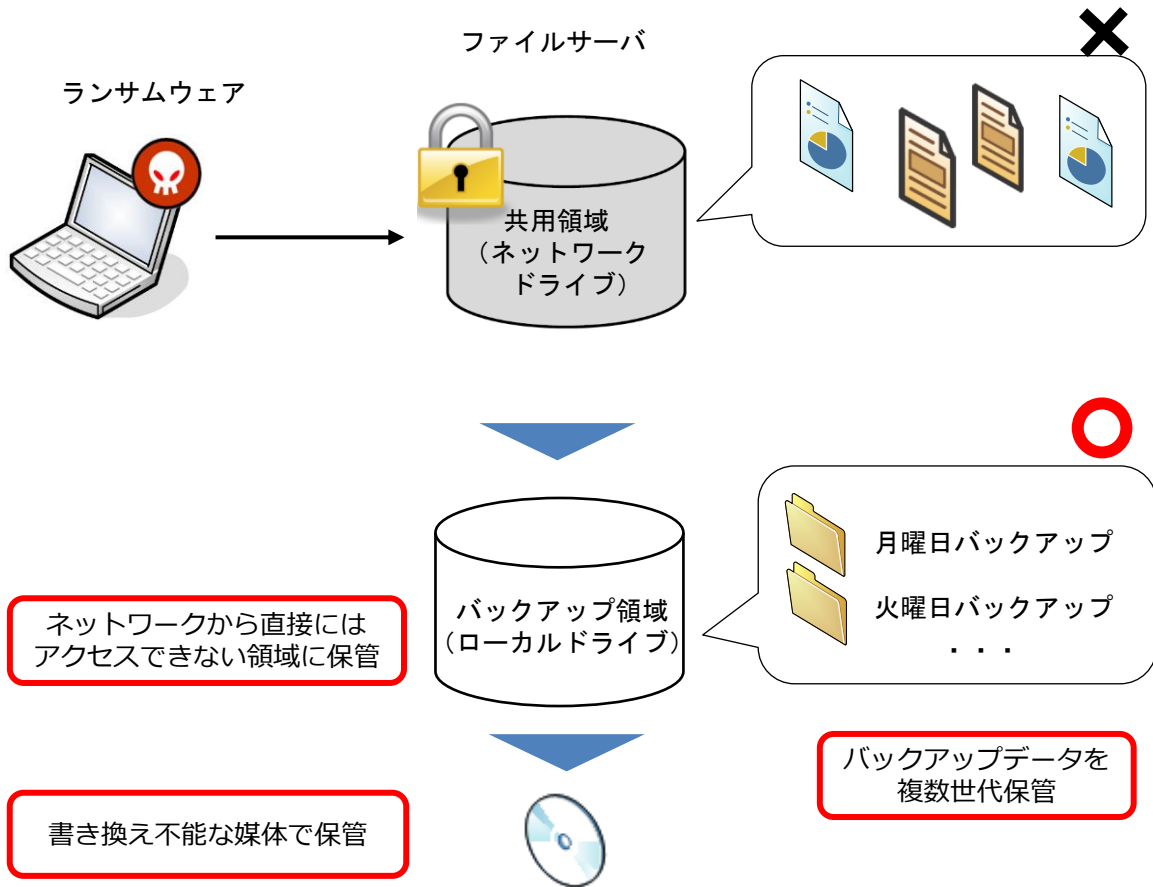 ファイルサーバ
ランサムウェア
共用領域
（ネットワーク
ドライブ）
バックアップ領域
（ローカルドライブ）
月曜日バックアップ
火曜日バックアップ
・・・
ネットワークから直接には
アクセスできない領域に保管
バックアップデータを
複数世代保管
書き換え不能な媒体で保管